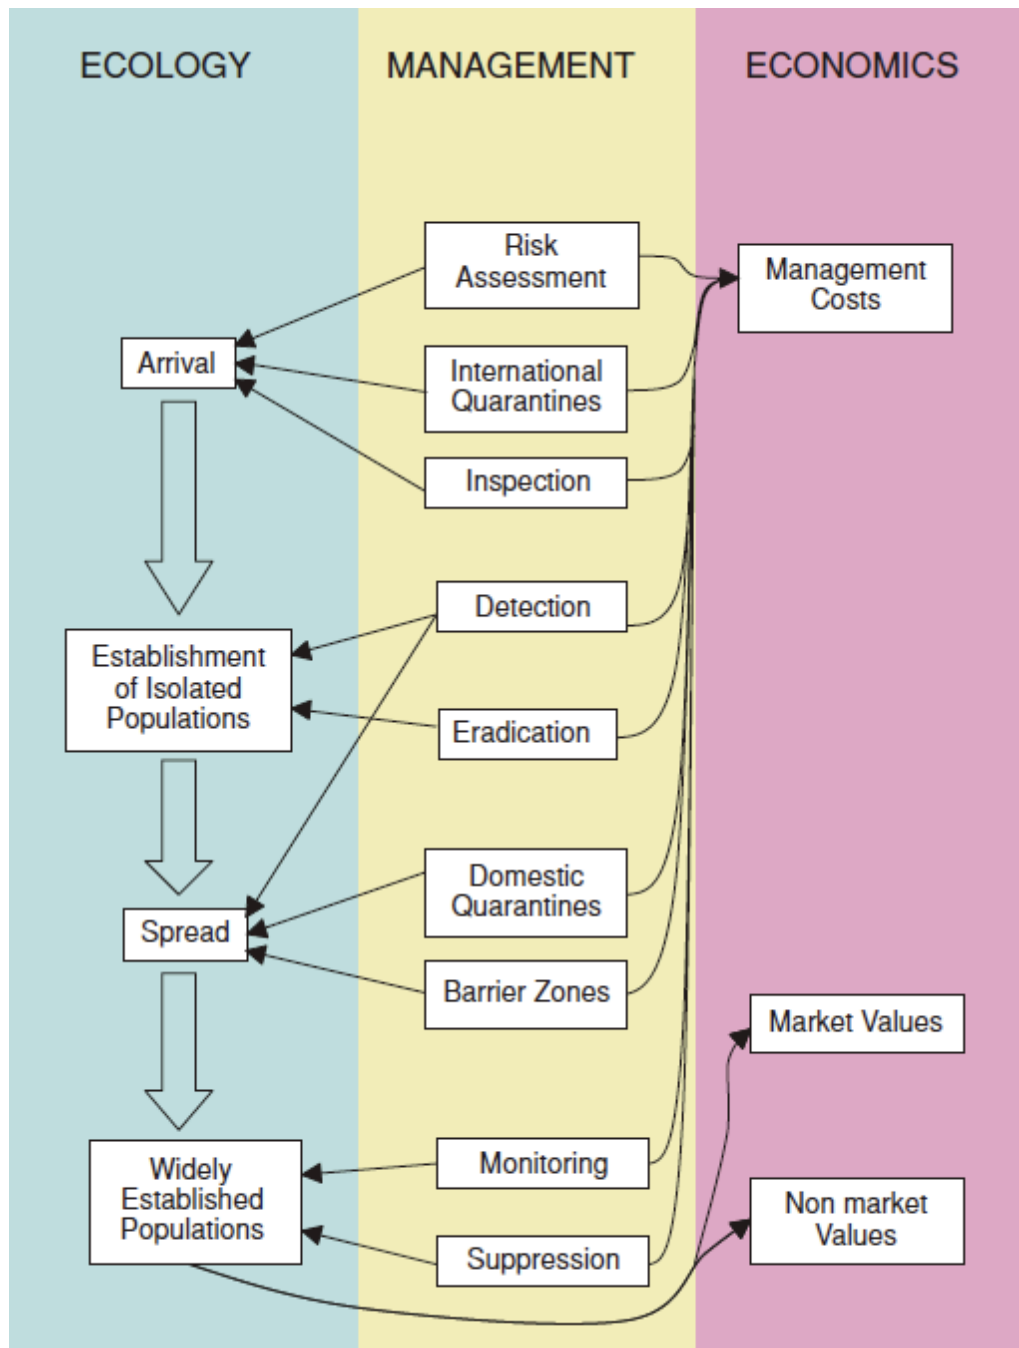 ECOLOGY
MANAGEMENT
ECONOMICS
Risk
Assessment
Management
Costs
Arrival
International
Quarantines
Inspection
Detection
Establishment
of Isolated
Populations
Eradication
Domestic
Quarantines
Spread
Barrier Zones
Market Values
Widely
Established
Populations
Monitoring
Non market
Values
Suppression